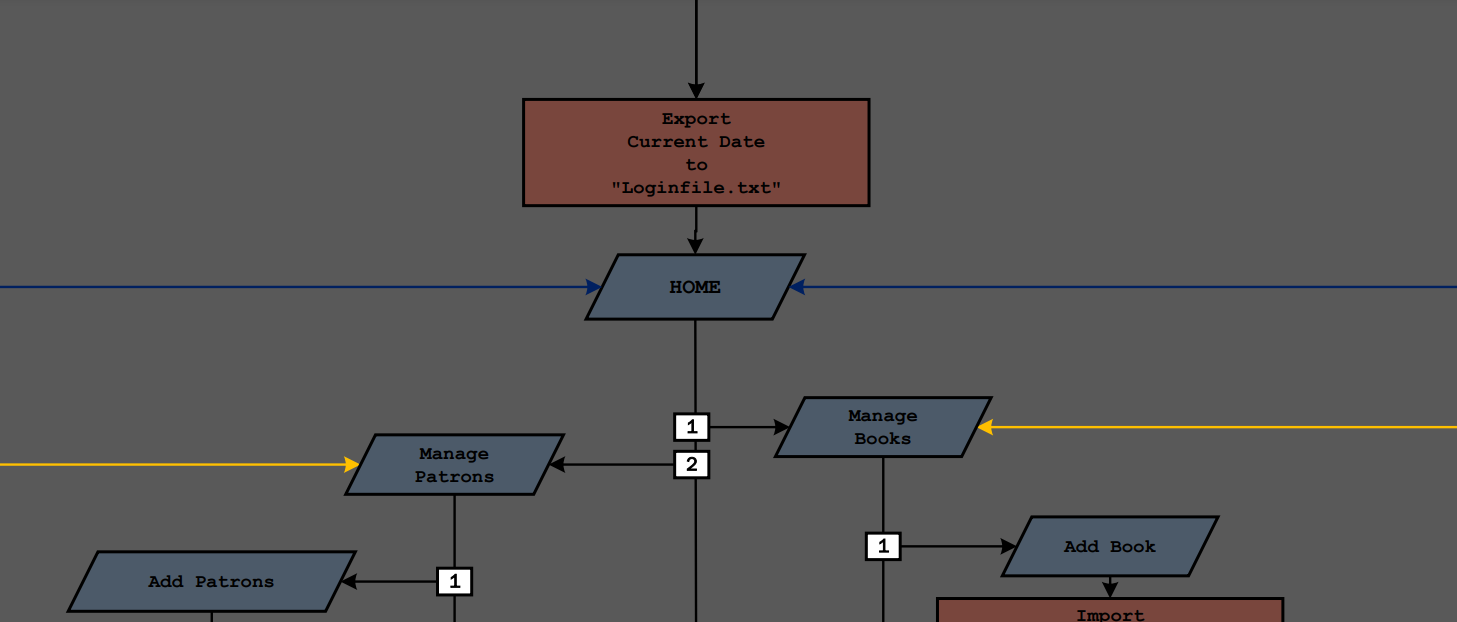 Export
Current Date
to
"Loginfile.txt"
HOME
1
Manage
Books
Manage
Patrons
2
1
Add Book
Add Patrons
1
Import